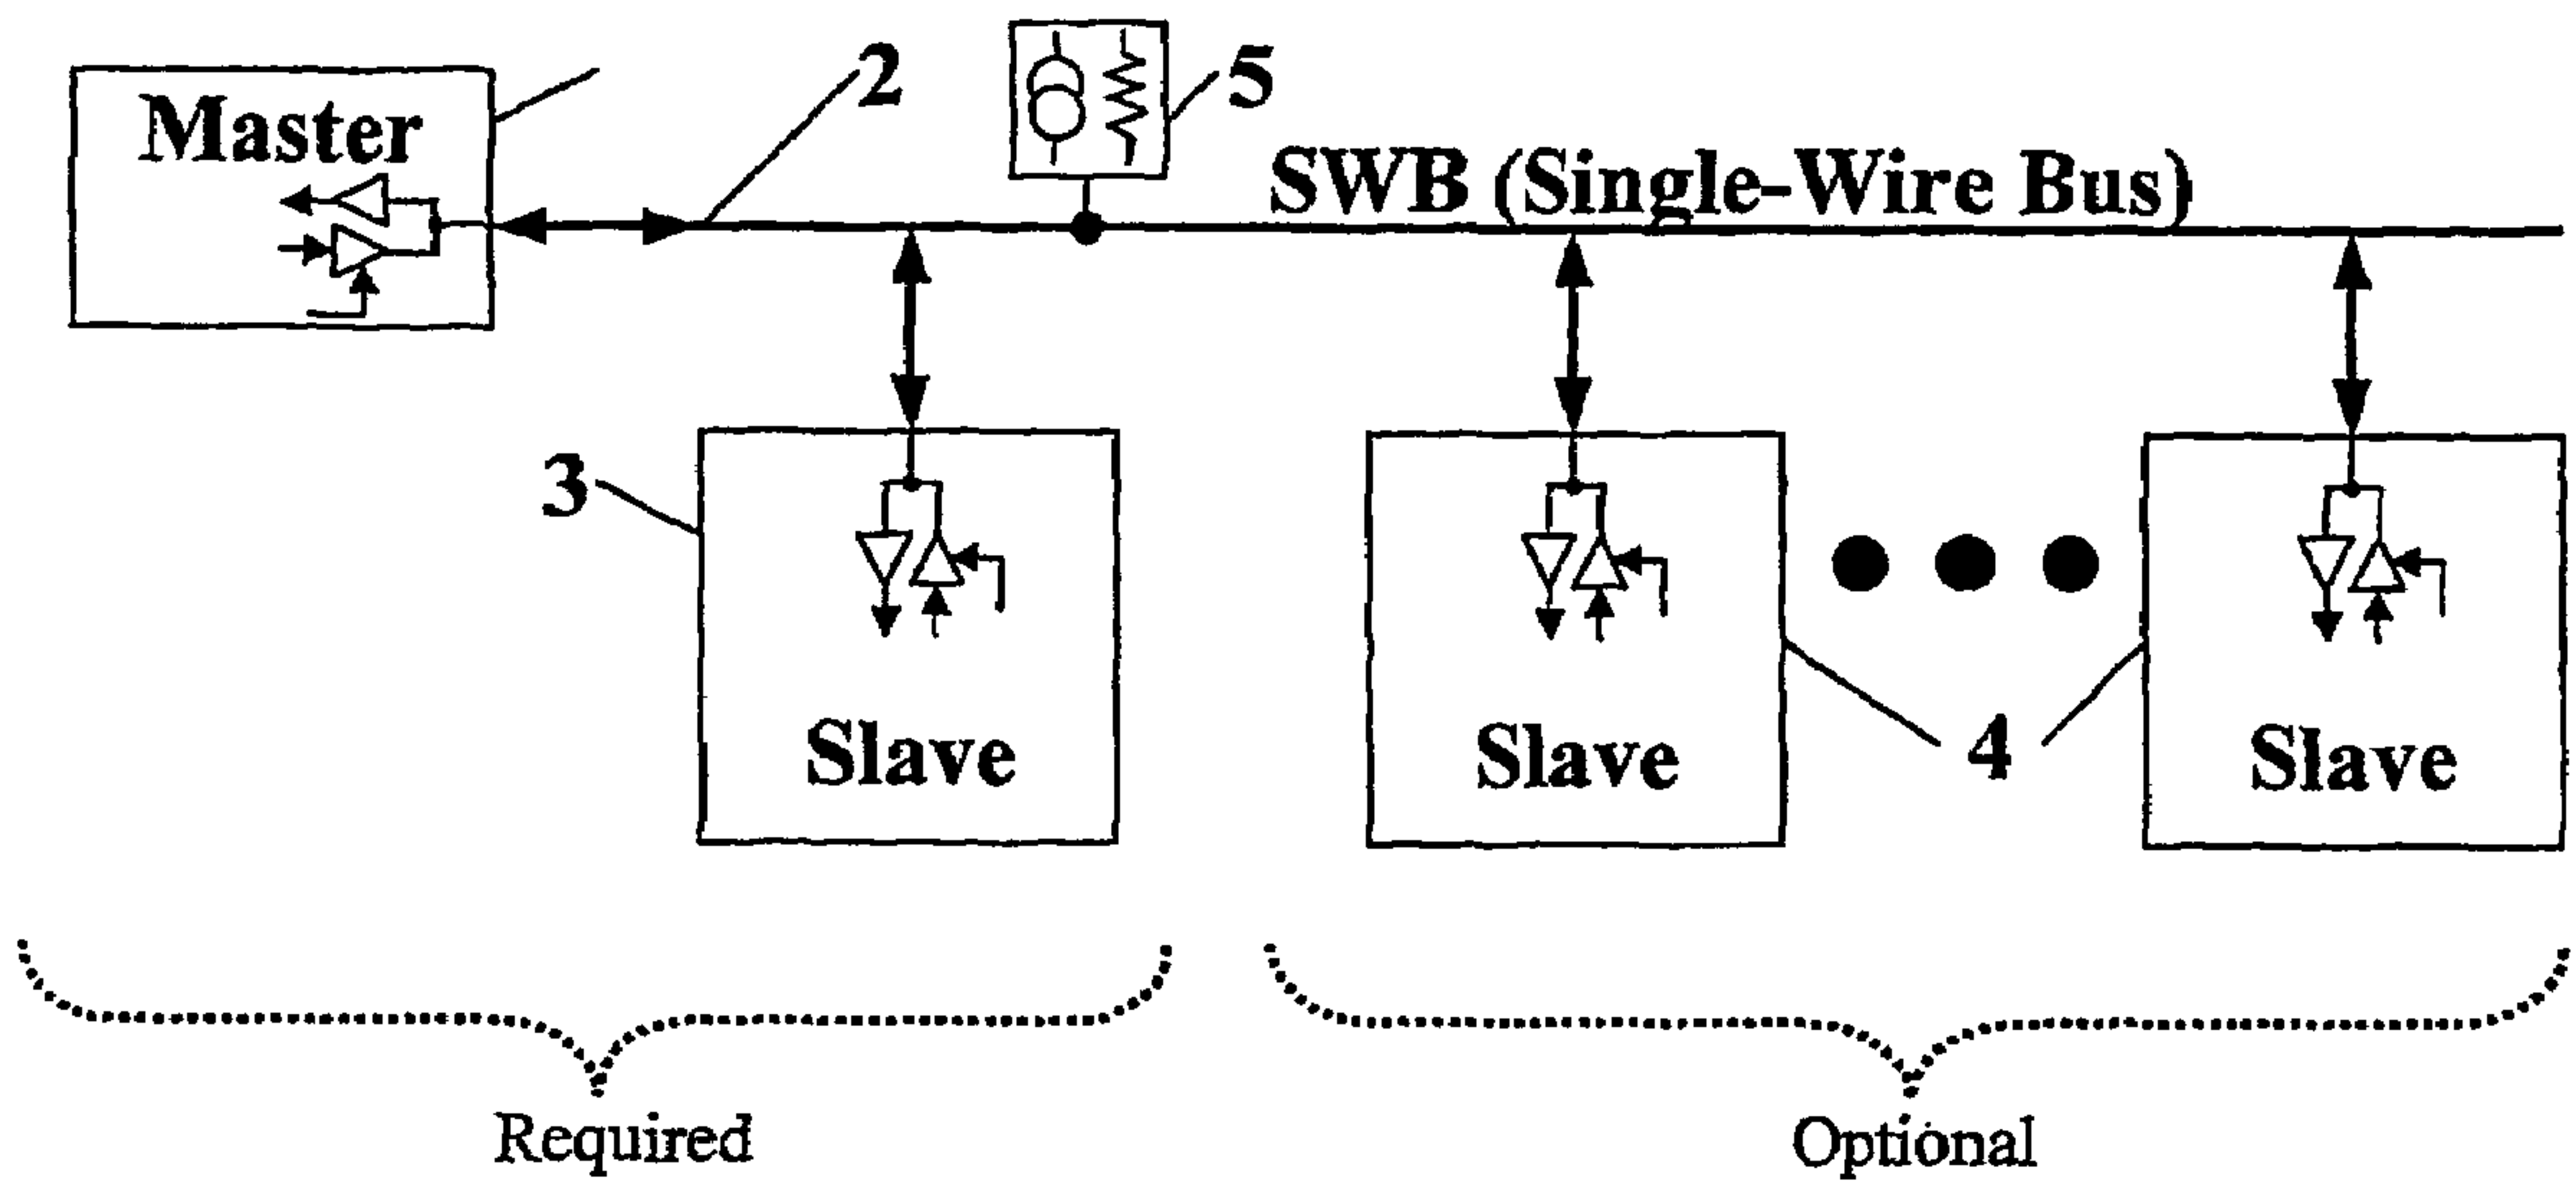 2
5
Master
SWB (Single-Wire Bus)
3
4
Slave
Slave
Slave
Required
Optional